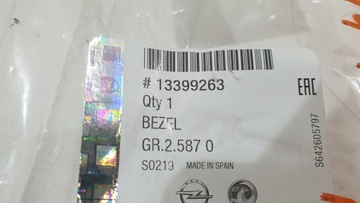 # 13399263
Qty 1
BEZEL
GR.2.587 0
S0219 MADE IN SPAIN
EAC
S642605797